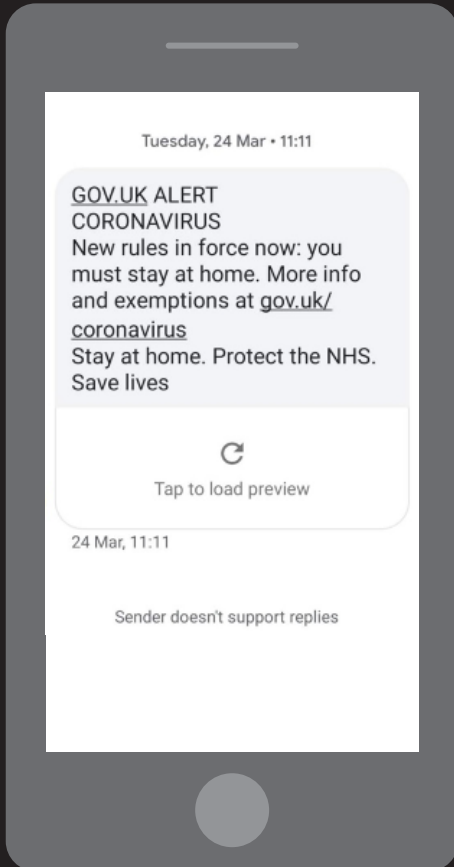 Tuesday, 24 Mar • 11:11
GOV.UK ALERT
CORONAVIRUS
New rules in force now: you
must stay at home. More info
and exemptions at gov.uk/
coronavirus
Stay at home. Protect the NHS.
Save lives
Tap to load preview
24 Mar, 11:11
Sender doesn't support replies